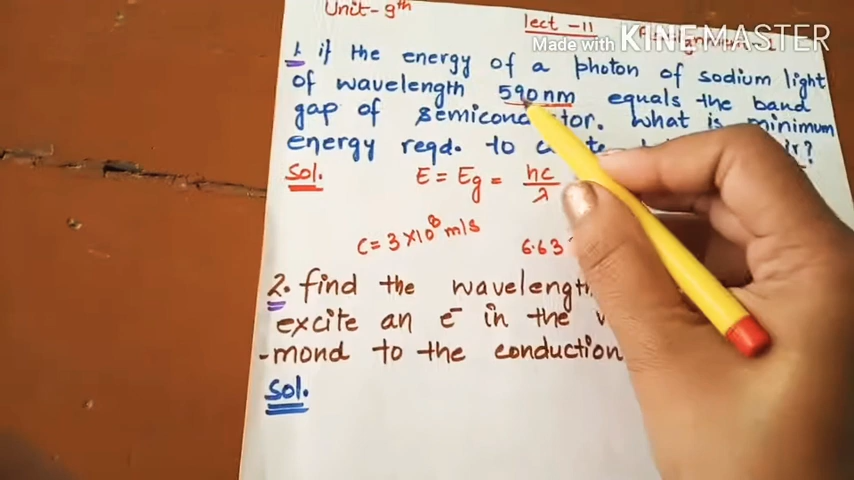 Unit-9th
lect -11
Made with KINEMASTER
1. if the energy of a photon of sodium light
of wavelength 590nm equals the band
gap of semiconductor. What is minimum
energy reqd. to
Sol. E = Eg = hc/λ
C = 3×10⁸ m/s 6.63
2. find the wavelength
excite an e⁻ in the
-mond to the conduction
Sol.